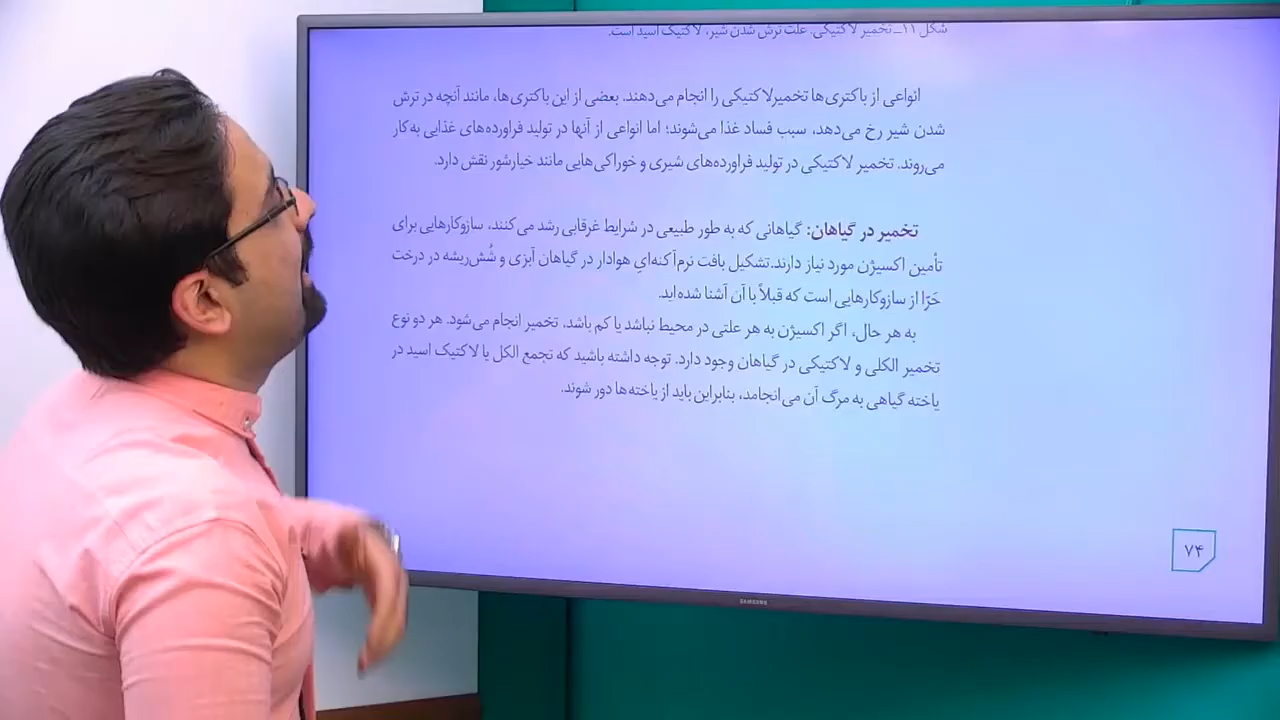 شکل ۱۱ــ تخمیر لاکتیکی. علت ترش شدن شیر، لاکتیک اسید است.
انواعی از باکتری‌ها تخمیرلاکتیکی را انجام می‌دهند. بعضی از این باکتری‌ها، مانند آنچه در ترش
شدن شیر رخ می‌دهد، سبب فساد غذا می‌شوند؛ اما انواعی از آنها در تولید فراورده‌های غذایی به‌کار
می‌روند. تخمیر لاکتیکی در تولید فراورده‌های شیری و خوراکی‌هایی مانند خیارشور نقش دارد.
تخمیر در گیاهان: گیاهانی که به طور طبیعی در شرایط غرقابی رشد می‌کنند، سازوکارهایی برای
تأمین اکسیژن مورد نیاز دارند.تشکیل بافت نرم‌آکنه‌ایِ هوادار در گیاهان آبزی و شُش‌ریشه در درخت
حَرّا از سازوکارهایی است که قبلاً با آن آشنا شده‌اید.
به هر حال، اگر اکسیژن به هر علتی در محیط نباشد یا کم باشد، تخمیر انجام می‌شود. هر دو نوع
تخمیر الکلی و لاکتیکی در گیاهان وجود دارد. توجه داشته باشید که تجمع الکل یا لاکتیک اسید در
یاخته گیاهی به مرگ آن می‌انجامد، بنابراین باید از یاخته‌ها دور شوند.
۷۴
SAMSUNG